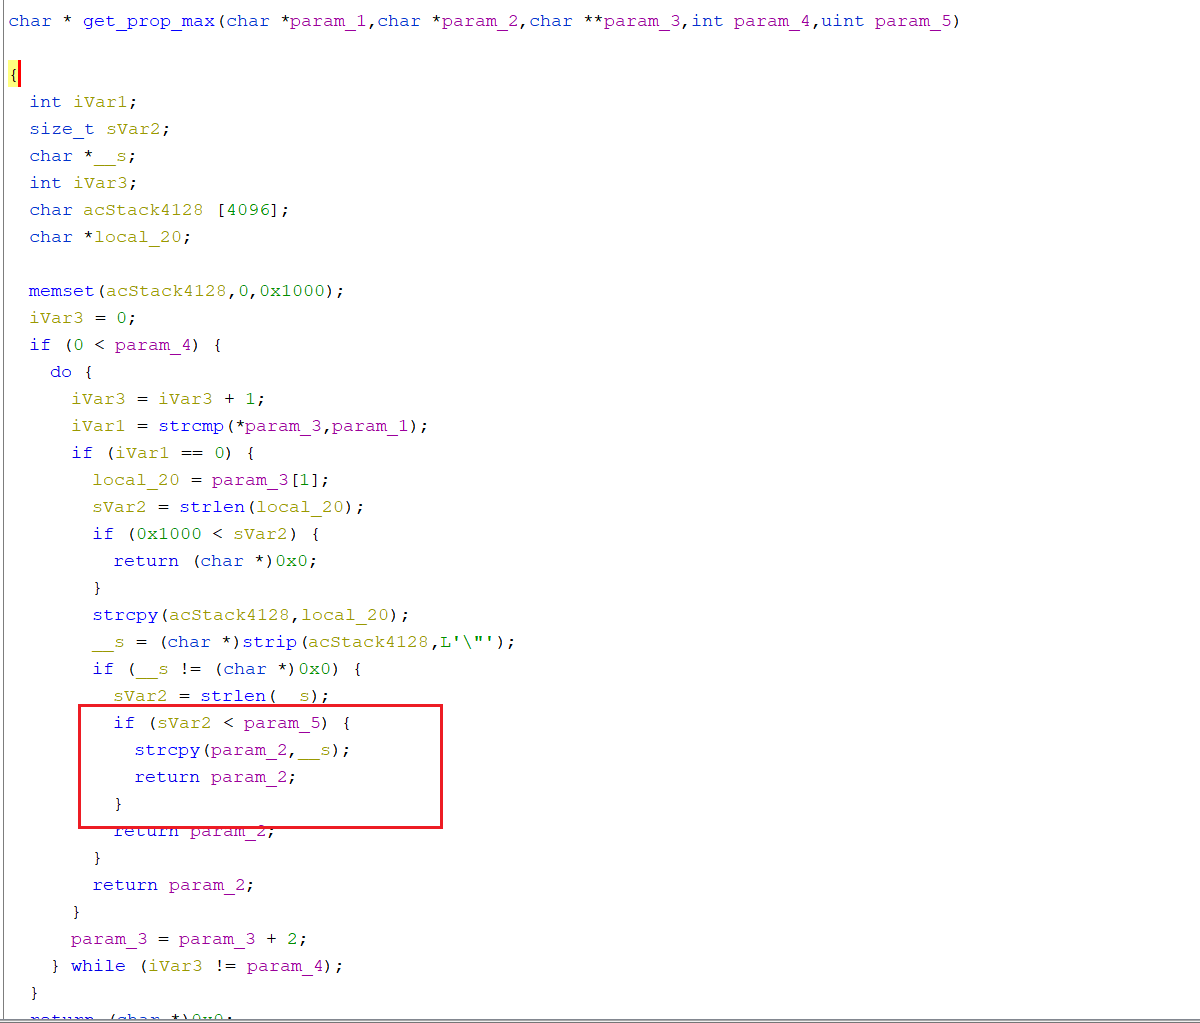 char * get_prop_max(char *param_1,char *param_2,char **param_3,int param_4,uint param_5)
{
int iVar1;
size_t sVar2;
char *__s;
int iVar3;
char acStack4128 [4096];
char *local_20;
memset(acStack4128,0,0x1000);
iVar3 = 0;
if (0 < param_4) {
do {
iVar3 = iVar3 + 1;
iVar1 = strcmp(*param_3,param_1);
if (iVar1 == 0) {
local_20 = param_3[1];
sVar2 = strlen(local_20);
if (0x1000 < sVar2) {
return (char *)0x0;
}
strcpy(acStack4128,local_20);
__s = (char *)strip(acStack4128,L'\"');
if (__s != (char *)0x0) {
sVar2 = strlen(__s);
if (sVar2 < param_5) {
strcpy(param_2,__s);
return param_2;
}
return param_2;
}
return param_2;
}
param_3 = param_3 + 2;
} while (iVar3 != param_4);
}
return (char *)0x0;